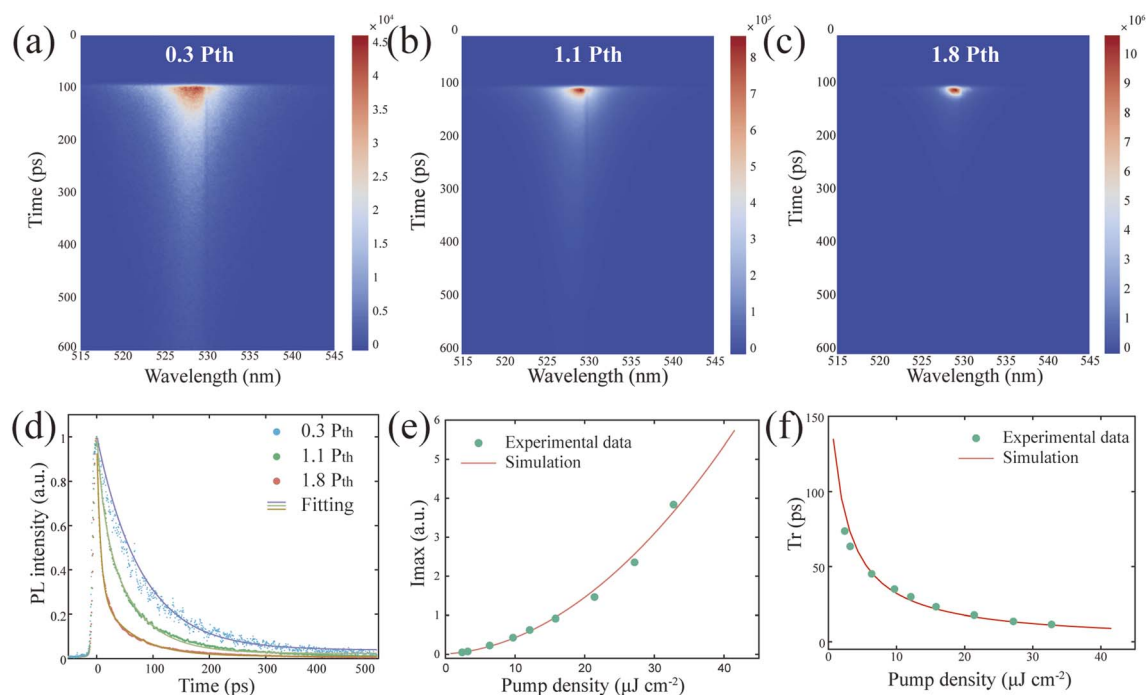 (a)
0.3 Pth
×10⁴
0
100
200
300
400
500
600
Time (ps)
515 520 525 530 535 540 545
Wavelength (nm)
4.5
4
3.5
3
2.5
2
1.5
1
0.5
0
(b)
1.1 Pth
×10⁵
0
100
200
300
400
500
600
Time (ps)
515 520 525 530 535 540 545
Wavelength (nm)
8
7
6
5
4
3
2
1
0
(c)
1.8 Pth
×10⁶
0
100
200
300
400
500
600
Time (ps)
515 520 525 530 535 540 545
Wavelength (nm)
10
9
8
7
6
5
4
3
2
1
0
(d)
0.3 Pth
1.1 Pth
1.8 Pth
Fitting
PL intensity (a.u.)
1
0.8
0.6
0.4
0.2
0
0 100 200 300 400 500
Time (ps)
(e)
Experimental data
Simulation
Imax (a.u.)
6
5
4
3
2
1
0
0 10 20 30 40
Pump density (μJ cm⁻²)
(f)
Experimental data
Simulation
Tr (ps)
150
100
50
0
0 10 20 30 40
Pump density (μJ cm⁻²)